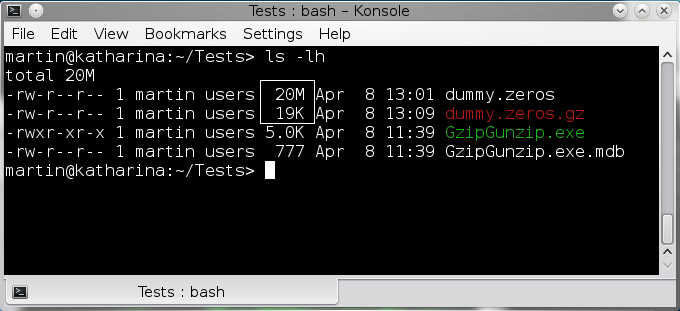 Tests : bash – Konsole
File Edit View Bookmarks Settings Help
martin@katharina:~/Tests> ls -lh
total 20M
-rw-r--r-- 1 martin users  20M Apr  8 13:01 dummy.zeros
-rw-r--r-- 1 martin users  19K Apr  8 13:09 dummy.zeros.gz
-rwxr-xr-x 1 martin users 5.0K Apr  8 11:39 GzipGunzip.exe
-rw-r--r-- 1 martin users  777 Apr  8 11:39 GzipGunzip.exe.mdb
martin@katharina:~/Tests>
Tests : bash